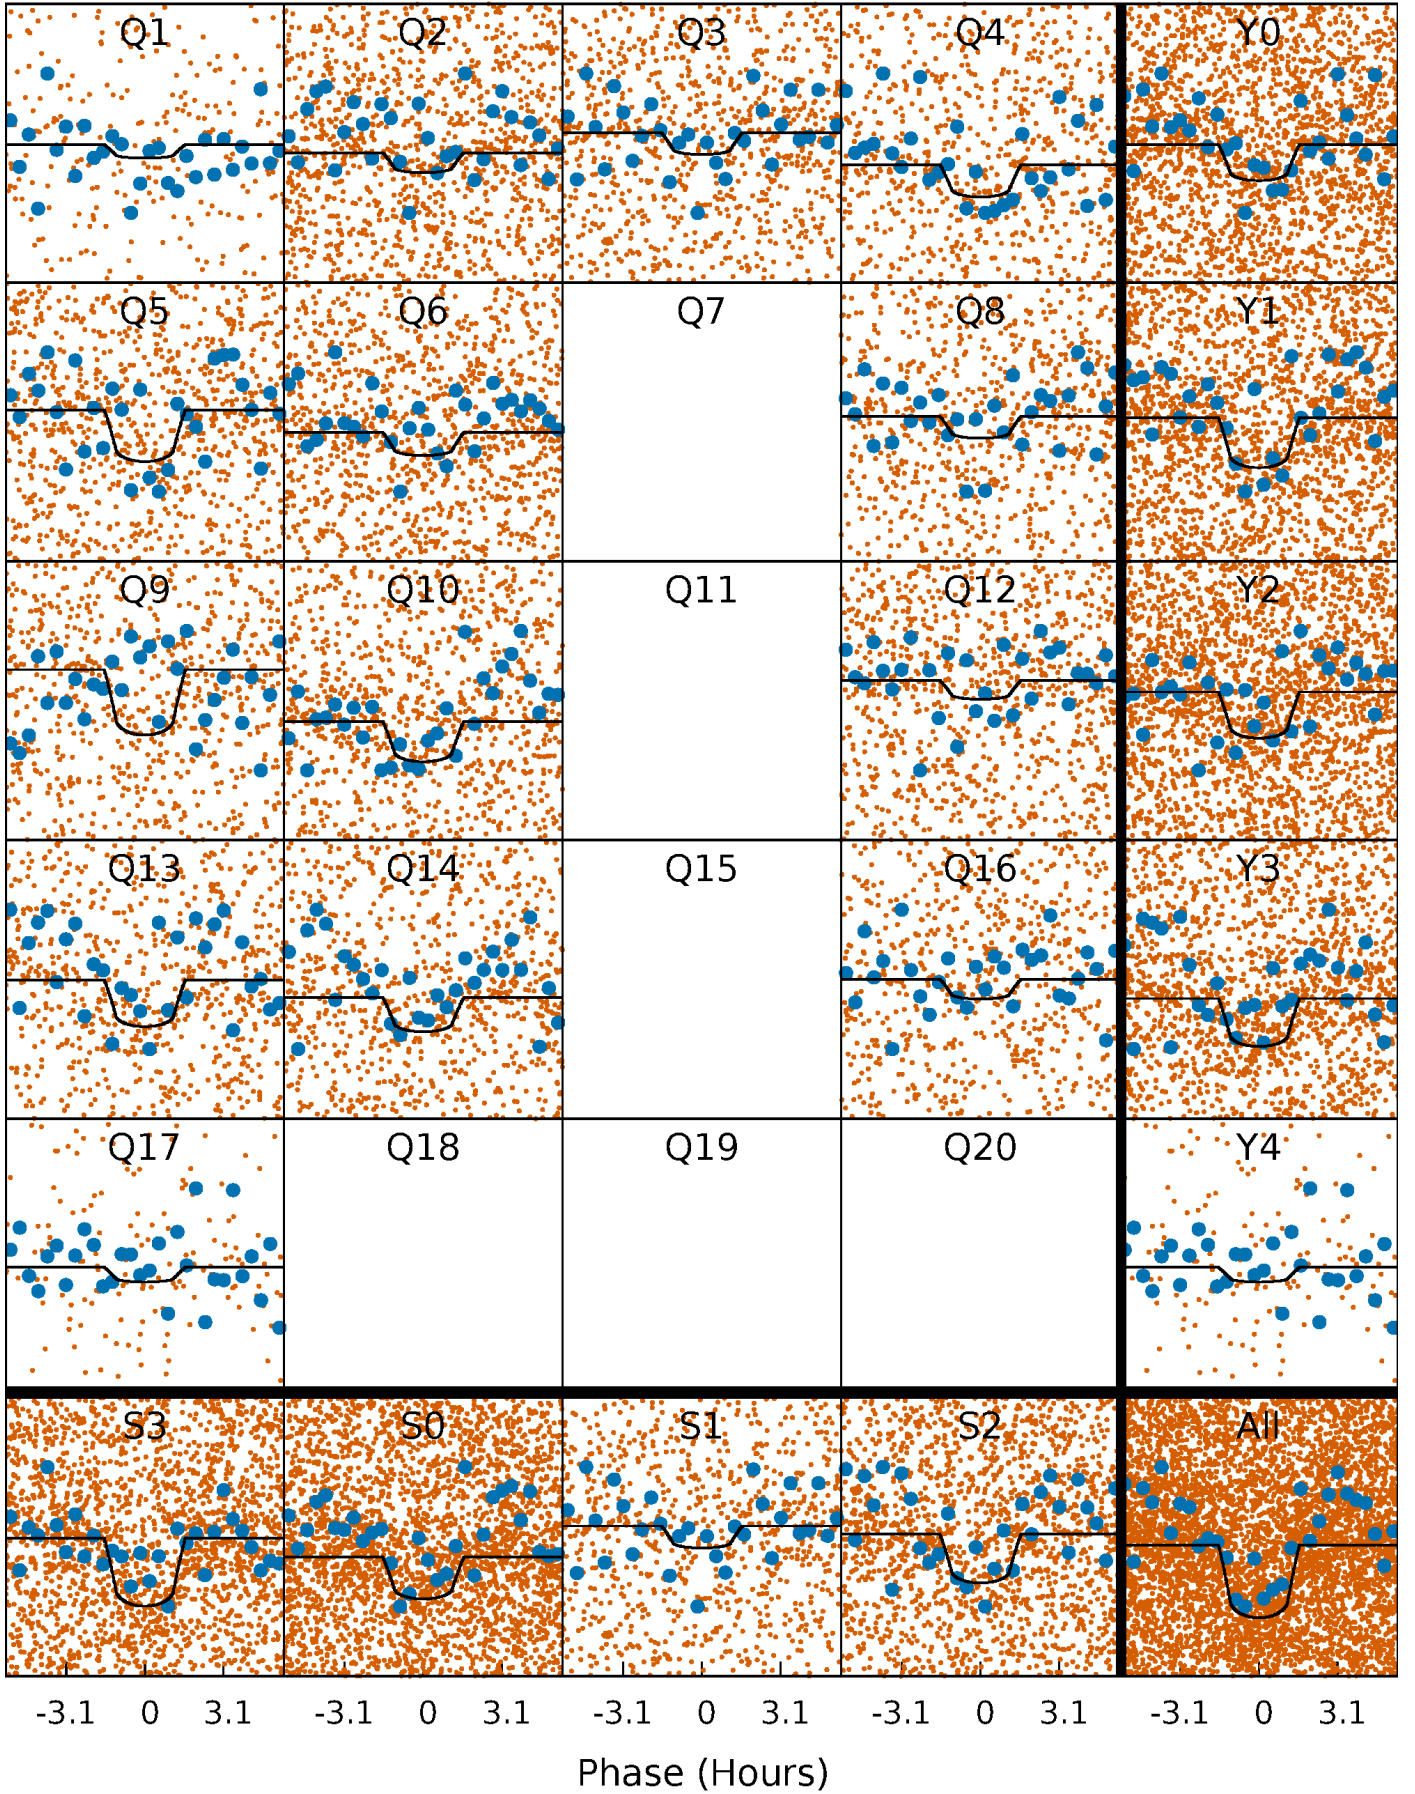 Q1 Q2 Q3 Q4 Y0
Q5 Q6 Q7 Q8 Y1
Q9 Q10 Q11 Q12 Y2
Q13 Q14 Q15 Q16 Y3
Q17 Q18 Q19 Q20 Y4
S3 S0 S1 S2 All
-3.1 0 3.1 -3.1 0 3.1 -3.1 0 3.1 -3.1 0 3.1 -3.1 0 3.1
Phase (Hours)